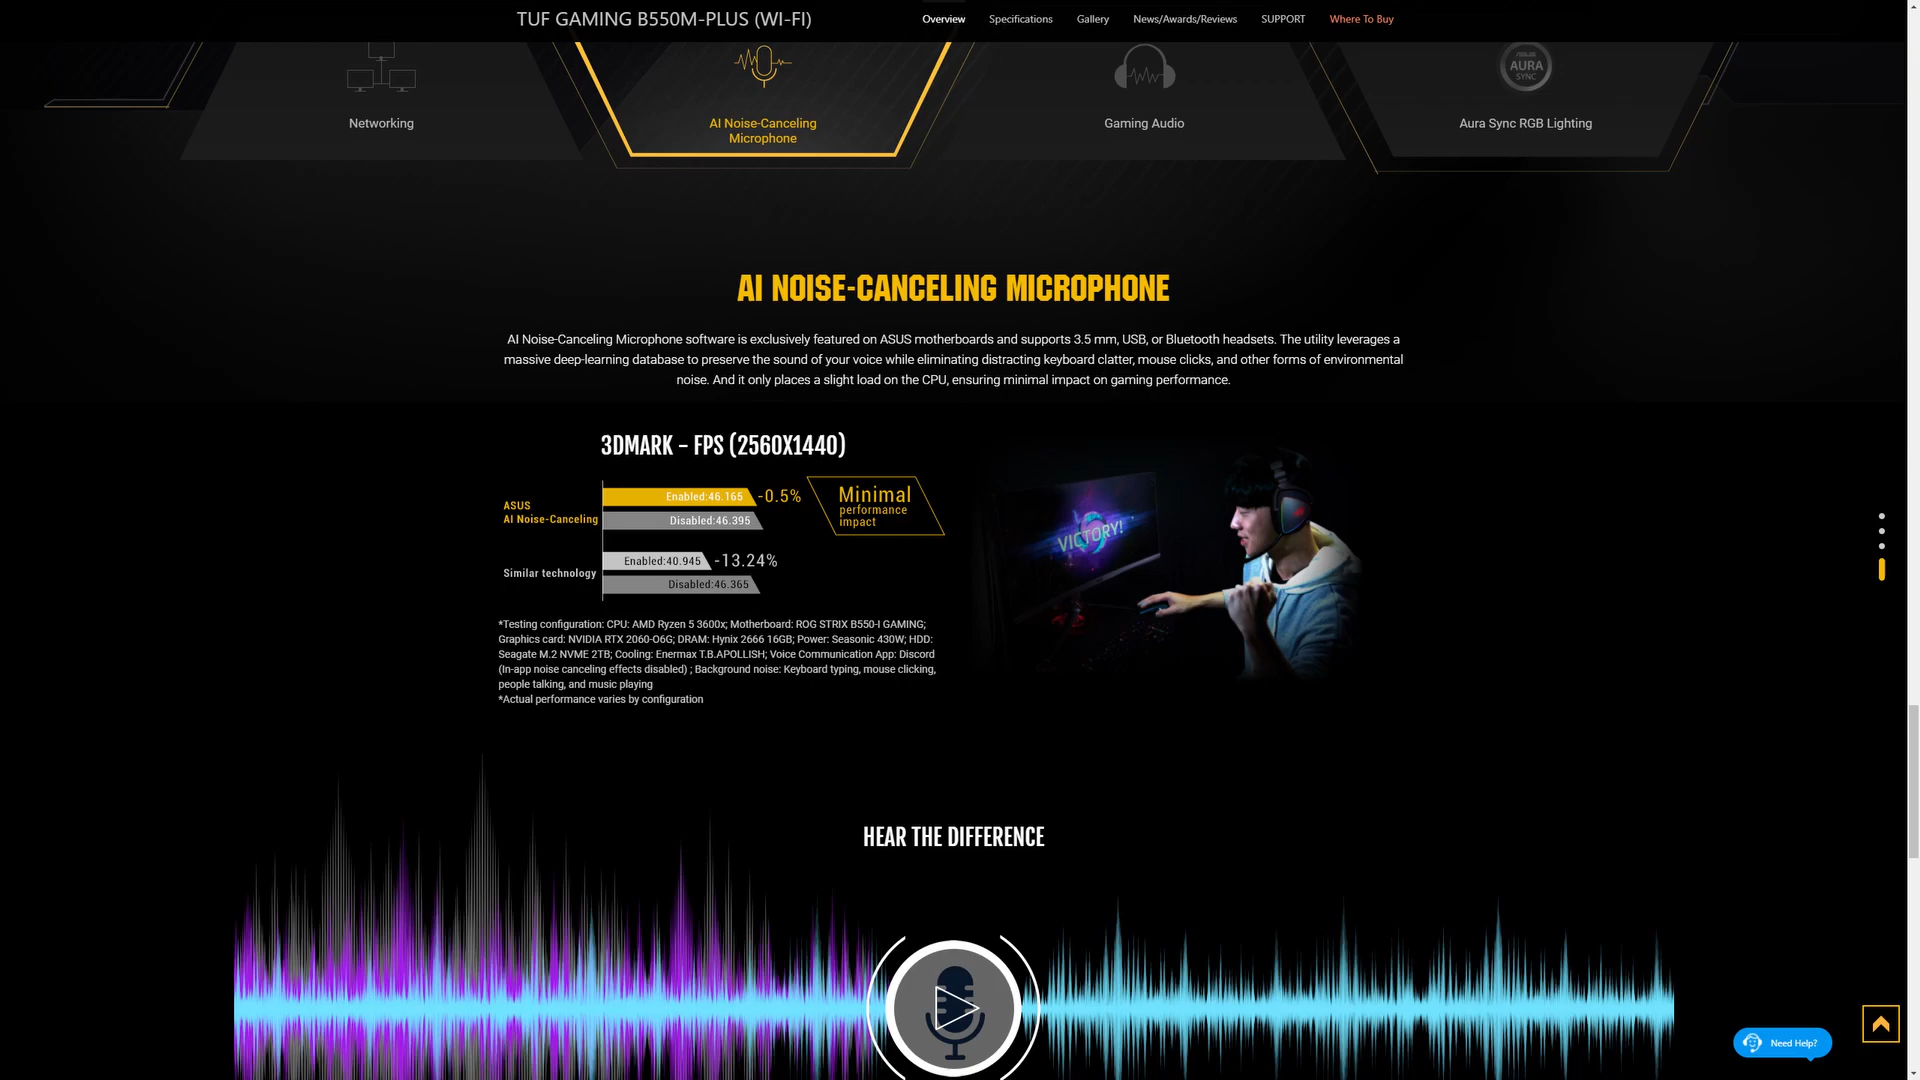 TUF GAMING B550M-PLUS (WI-FI)
Overview
Specifications
Gallery
News/Awards/Reviews
SUPPORT
Where To Buy
Networking
AI Noise-Canceling
Microphone
Gaming Audio
ASUS
AURA
SYNC
Aura Sync RGB Lighting
AI NOISE-CANCELING MICROPHONE
AI Noise-Canceling Microphone software is exclusively featured on ASUS motherboards and supports 3.5 mm, USB, or Bluetooth headsets. The utility leverages a
massive deep-learning database to preserve the sound of your voice while eliminating distracting keyboard clatter, mouse clicks, and other forms of environmental
noise. And it only places a slight load on the CPU, ensuring minimal impact on gaming performance.
3DMARK – FPS (2560X1440)
ASUS
AI Noise-Canceling
Enabled:46.165
-0.5%
Disabled:46.395
Minimal
performance
impact
Similar technology
Enabled:40.945
-13.24%
Disabled:46.365
VICTORY!
*Testing configuration: CPU: AMD Ryzen 5 3600x; Motherboard: ROG STRIX B550-I GAMING;
Graphics card: NVIDIA RTX 2060-O6G; DRAM: Hynix 2666 16GB; Power: Seasonic 430W; HDD:
Seagate M.2 NVME 2TB; Cooling: Enermax T.B.APOLLISH; Voice Communication App: Discord
(In-app noise canceling effects disabled) ; Background noise: Keyboard typing, mouse clicking,
people talking, and music playing
*Actual performance varies by configuration
HEAR THE DIFFERENCE
Need Help?